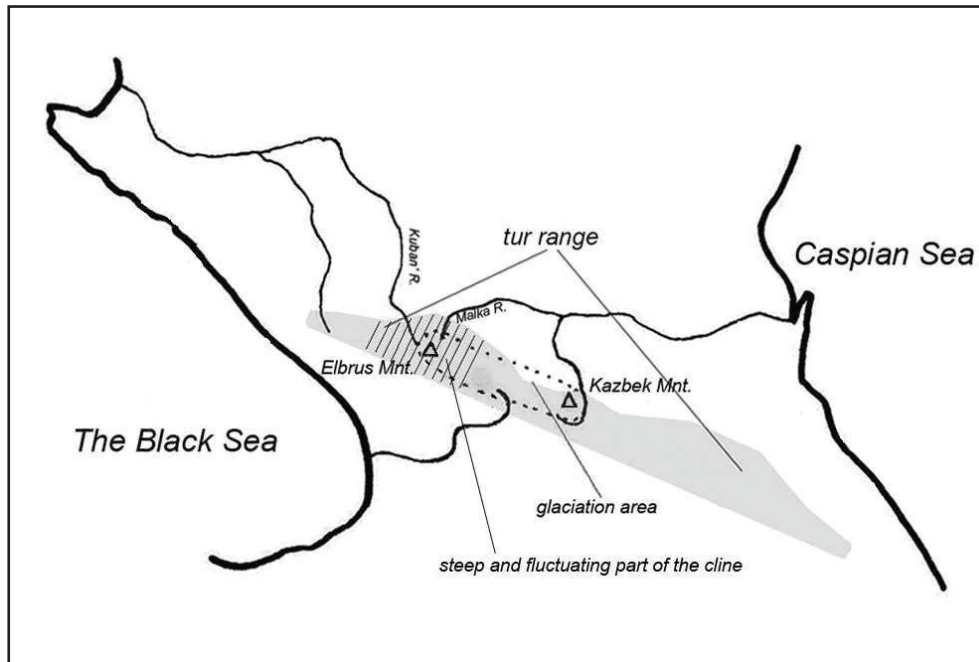 Kuban' R.
tur range
Caspian Sea
Malka R.
Elbrus Mnt.
Kazbek Mnt.
The Black Sea
glaciation area
steep and fluctuating part of the cline